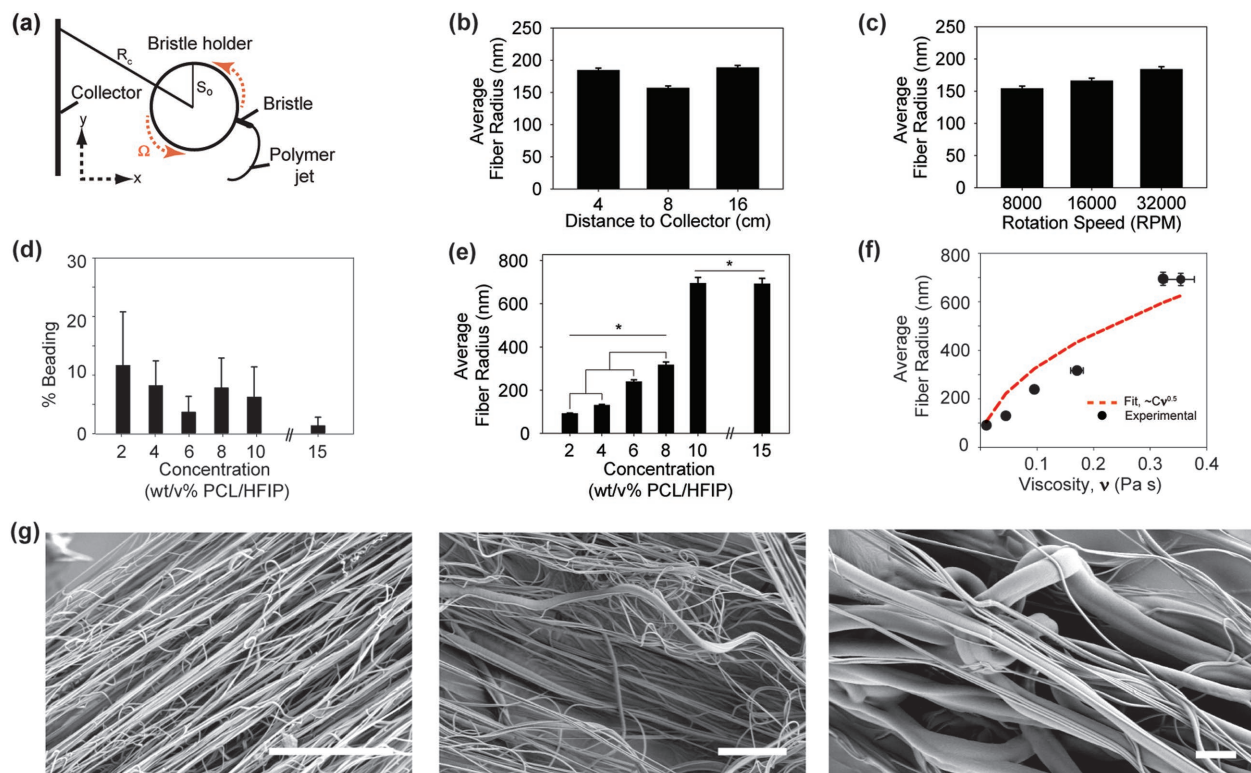 (a)
Bristle holder
R_c
S_o
Collector
Bristle
y
Ω
Polymer
jet
x
(b)
Average
Fiber Radius (nm)
250
200
150
100
50
0
4 8 16
Distance to Collector (cm)
(c)
Average
Fiber Radius (nm)
250
200
150
100
50
0
8000 16000 32000
Rotation Speed (RPM)
(d)
% Beading
30
20
10
0
2 4 6 8 10 // 15
Concentration
(wt/v% PCL/HFIP)
(e)
Average
Fiber Radius (nm)
800
600
400
200
0
*
*
2 4 6 8 10 // 15
Concentration
(wt/v% PCL/HFIP)
(f)
Average
Fiber Radius (nm)
800
600
400
200
0
Fit, ~Cν^0.5
Experimental
0.1 0.2 0.3 0.4
Viscosity, ν (Pa s)
(g)